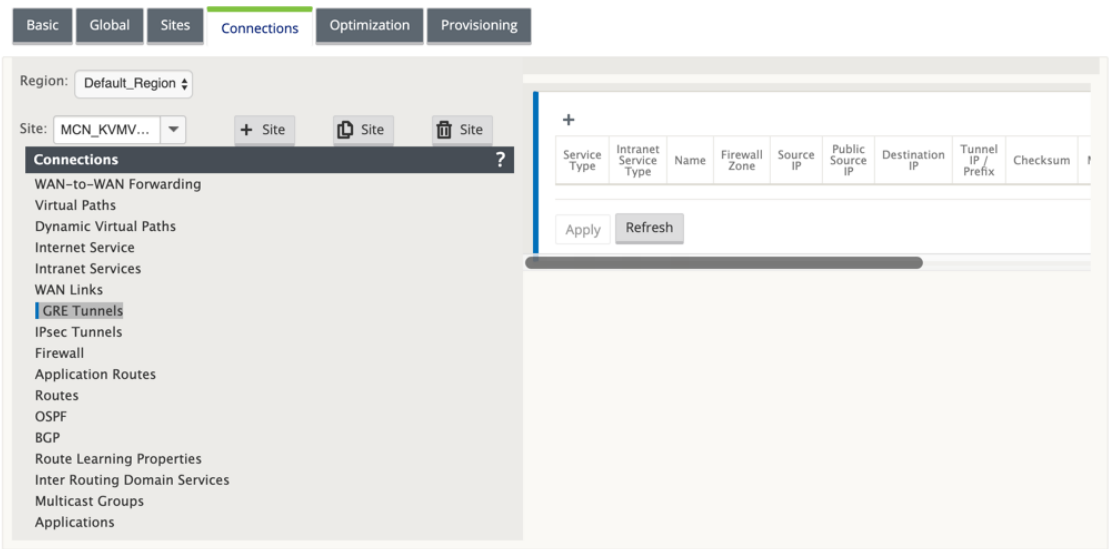 Basic Global Sites Connections Optimization Provisioning
Region: Default_Region
Site: MCN_KVMV... + Site Site Site
Connections ?
WAN-to-WAN Forwarding
Virtual Paths
Dynamic Virtual Paths
Internet Service
Intranet Services
WAN Links
GRE Tunnels
IPsec Tunnels
Firewall
Application Routes
Routes
OSPF
BGP
Route Learning Properties
Inter Routing Domain Services
Multicast Groups
Applications
+
Service Type Intranet Service Type Name Firewall Zone Source IP Public Source IP Destination IP Tunnel IP / Prefix Checksum
Apply Refresh